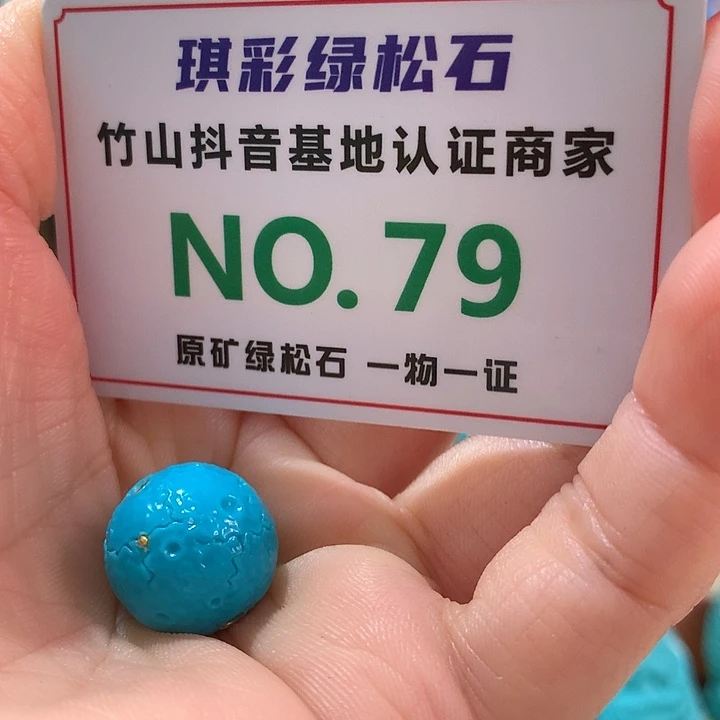 琪彩绿松石
竹山抖音基地认证商家
NO.79
原矿绿松石 一物一证